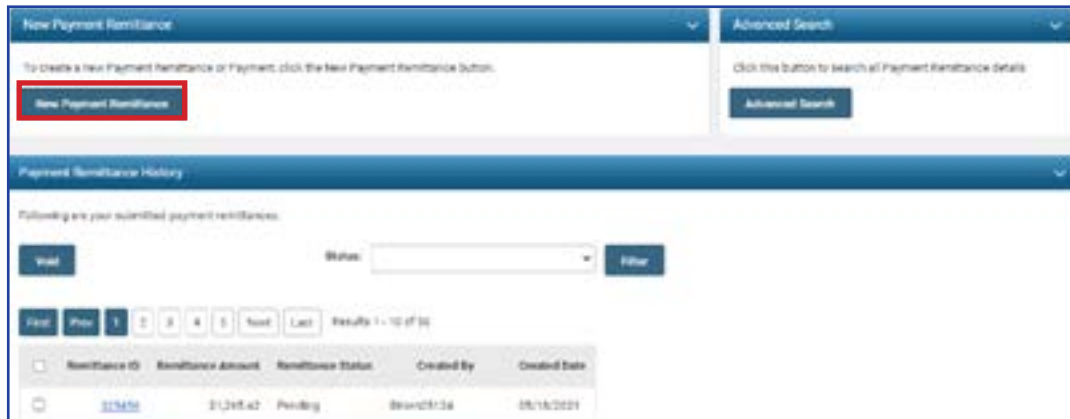 New Payment Remittance
To create a new Payment Remittance or Payment, click the New Payment Remittance button.
New Payment Remittance
Advanced Search
Click this button to search all Payment Remittance details
Advanced Search
Payment Remittance History
Following are your submitted payment remittances.
Void Status: Filter
First Prev 1 2 3 4 5 Next Last Results 1 - 10 of
Remittance ID Remittance Amount Remittance Status Created By Created Date
Pending